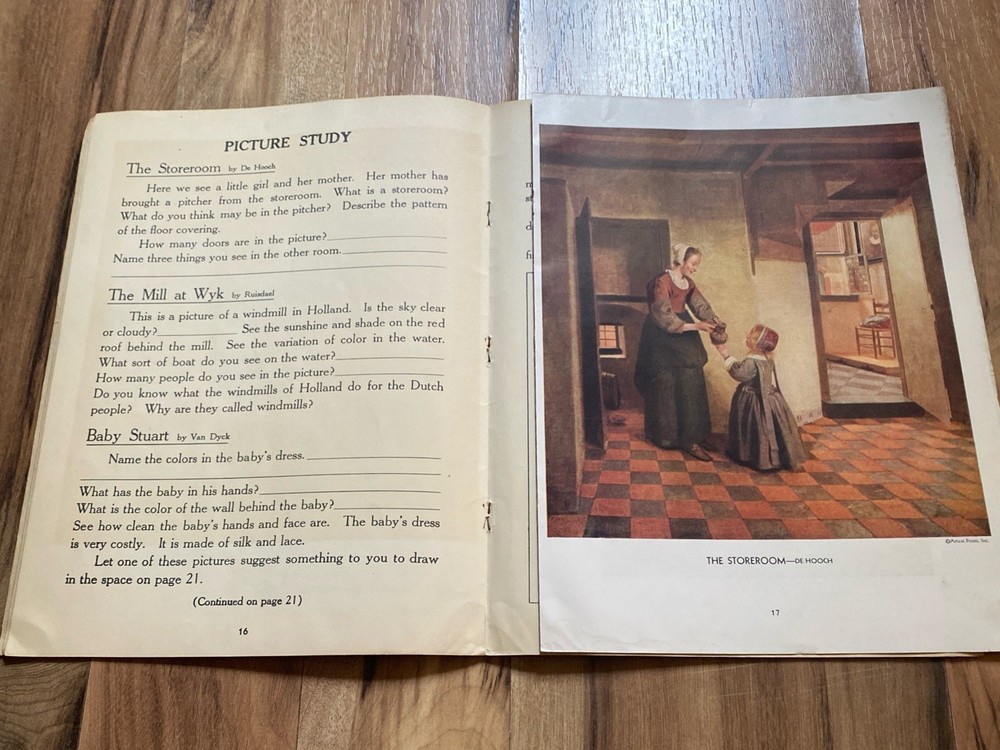 PICTURE STUDY
The Storeroom by De Hooch
Here we see a little girl and her mother. Her mother has
brought a pitcher from the storeroom. What is a storeroom?
What do you think may be in the pitcher? Describe the pattern
of the floor covering.
How many doors are in the picture?
Name three things you see in the other room.
The Mill at Wyk by Ruisdael
This is a picture of a windmill in Holland. Is the sky clear
or cloudy? See the sunshine and shade on the red
roof behind the mill. See the variation of color in the water.
What sort of boat do you see on the water?
How many people do you see in the picture?
Do you know what the windmills of Holland do for the Dutch
people? Why are they called windmills?
Baby Stuart by Van Dyck
Name the colors in the baby's dress.
What has the baby in his hands?
What is the color of the wall behind the baby?
See how clean the baby's hands and face are. The baby's dress
is very costly. It is made of silk and lace.
Let one of these pictures suggest something to you to draw
in the space on page 21.
(Continued on page 21)
16
THE STOREROOM—DE HOOCH
17